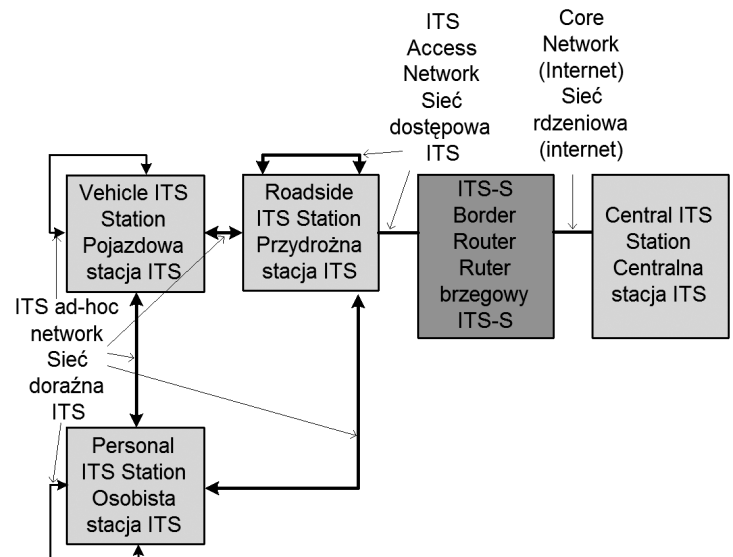 ITS
Access
Network
Sieć
dostępowa
ITS
Core
Network
(Internet)
Sieć
rdzeniowa
(internet)
Vehicle ITS
Station
Pojazdowa
stacja ITS
Roadside
ITS Station
Przydrożna
stacja ITS
ITS-S
Border
Router
Ruter
brzegowy
ITS-S
Central ITS
Station
Centralna
stacja ITS
ITS ad-hoc
network
Sieć
doraźna
ITS
Personal
ITS Station
Osobista
stacja ITS